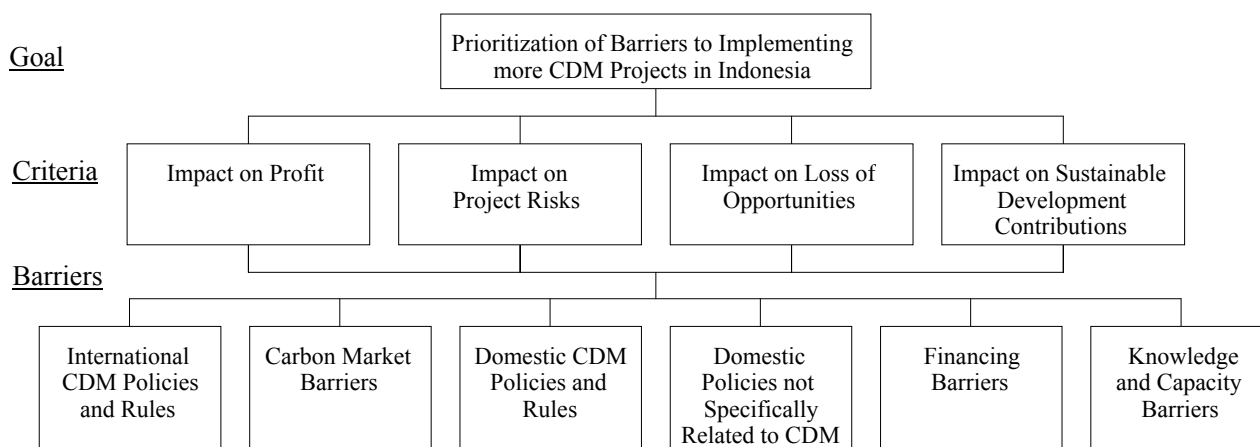 Goal
Prioritization of Barriers to Implementing
more CDM Projects in Indonesia
Criteria
Impact on Profit
Impact on
Project Risks
Impact on Loss of
Opportunities
Impact on Sustainable
Development
Contributions
Barriers
International
CDM Policies
and Rules
Carbon Market
Barriers
Domestic CDM
Policies and
Rules
Domestic
Policies not
Specifically
Related to CDM
Financing
Barriers
Knowledge
and Capacity
Barriers